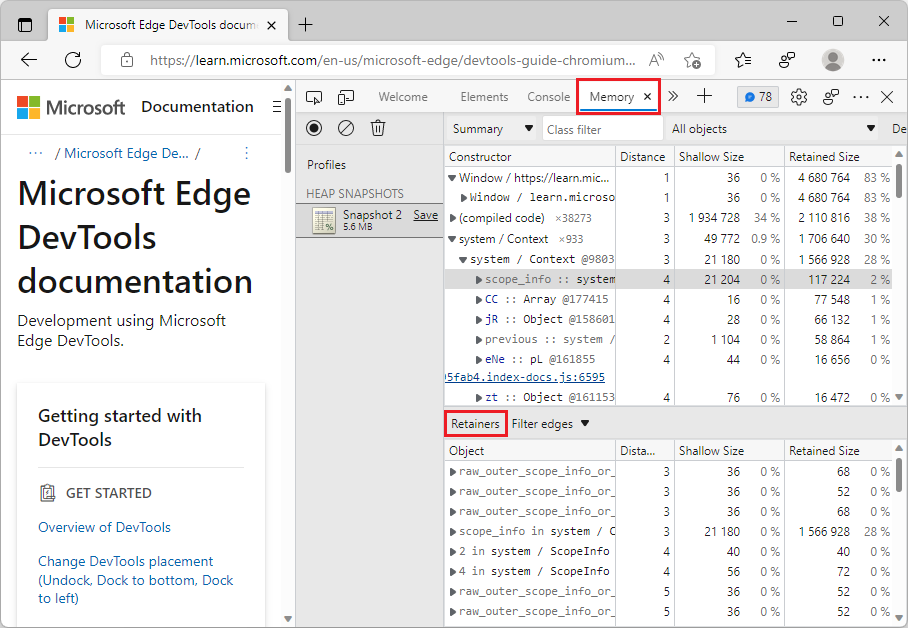 Microsoft Edge DevTools docum
https://learn.microsoft.com/en-us/microsoft-edge/devtools-guide-chromium...
Microsoft Documentation
... / Microsoft Edge De... /
Microsoft Edge
DevTools
documentation
Development using Microsoft
Edge DevTools.
Getting started with
DevTools
GET STARTED
Overview of DevTools
Change DevTools placement
(Undock, Dock to bottom, Dock
to left)
Welcome Elements Console Memory 78
Profiles
HEAP SNAPSHOTS
Snapshot 2 Save
5.6 MB
Summary Class filter All objects De
Constructor Distance Shallow Size Retained Size
Window / https://learn.mic... 1 36 0 % 4 680 764 83 %
Window / learn.microso 1 36 0 % 4 680 764 83 %
(compiled code) ×38273 3 1 934 728 34 % 2 110 816 38 %
system / Context ×933 3 49 772 0.9 % 1 706 640 30 %
system / Context @9803 3 21 180 0 % 1 566 928 28 %
scope_info :: system 4 21 204 0 % 117 224 2 %
CC :: Array @177415 4 16 0 % 77 548 1 %
jR :: Object @158601 4 28 0 % 66 132 1 %
previous :: system / 2 1 104 0 % 58 864 1 %
eNe :: pL @161855 4 44 0 % 16 656 0 %
95fab4.index-docs.js:6595
zt :: Object @161153 4 76 0 % 16 472 0 %
Retainers Filter edges
Object Dista... Shallow Size Retained Size
raw_outer_scope_info_or_ 3 36 0 % 68 0 %
raw_outer_scope_info_or_ 3 36 0 % 52 0 %
raw_outer_scope_info_or_ 3 36 0 % 68 0 %
scope_info in system / C 3 21 180 0 % 1 566 928 28 %
2 in system / ScopeInfo 4 40 0 % 40 0 %
4 in system / ScopeInfo 4 56 0 % 72 0 %
raw_outer_scope_info_or_ 5 36 0 % 52 0 %
raw_outer_scope_info_or_ 5 36 0 % 52 0 %